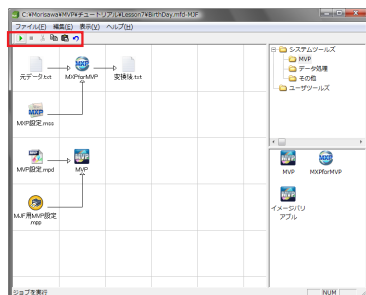 C:¥Morisawa¥MVP¥チュートリアル¥Lesson7¥BirthDay.mfd-MJF
ファイル(F) 編集(E) 表示(V) ヘルプ(H)
システムツールズ
MVP
データ処理
その他
ユーザツールズ
元データ.txt
MXPforMVP
変換後.txt
MXP設定.mss
MVP設定.mpd
MVP
MJF用MVP設定
.mpp
MVP
MXPforMVP
イメージバリ
アブル
ジョブを実行
NUM